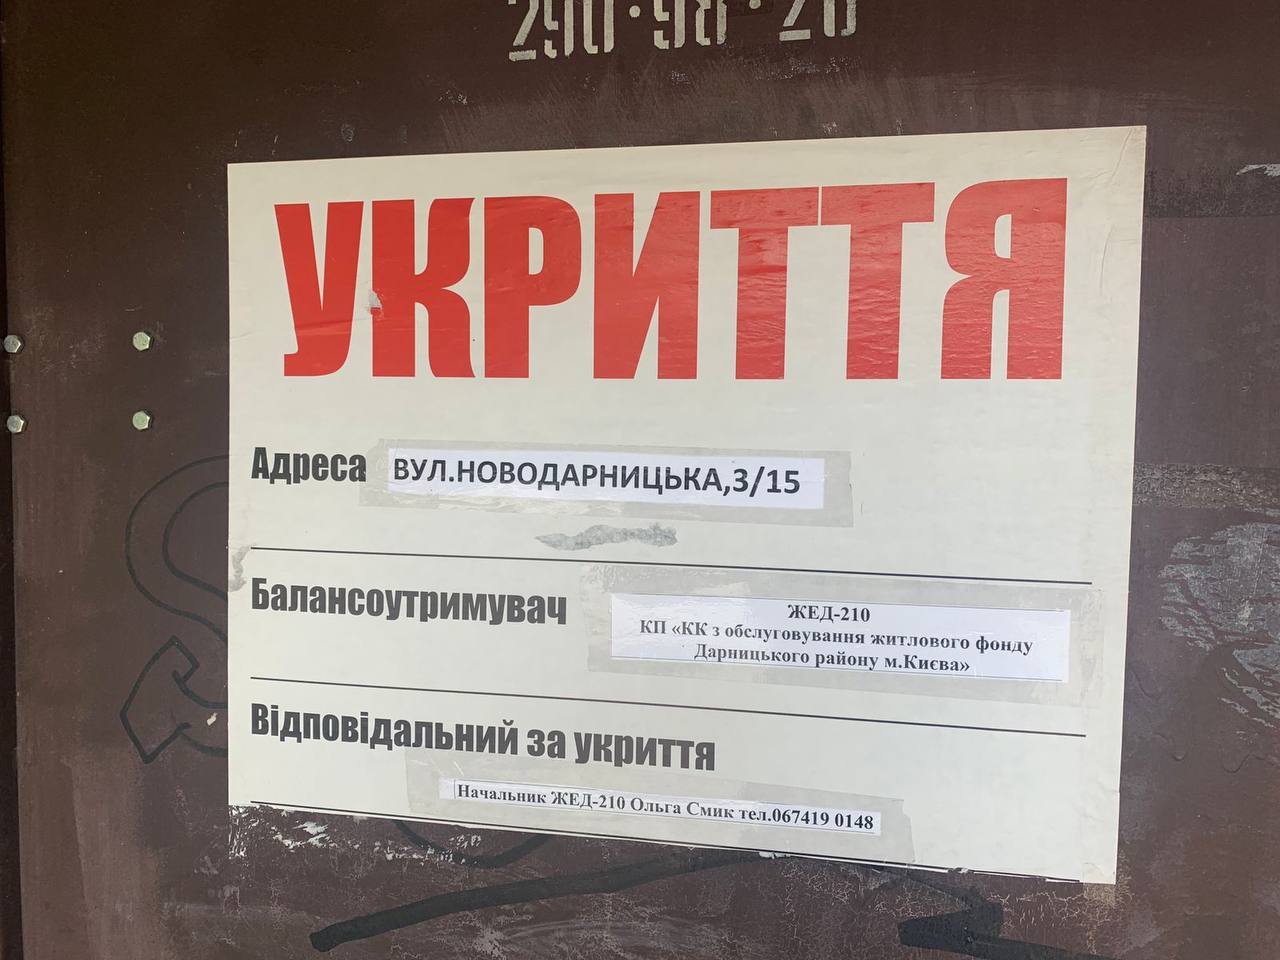 290·98·20
УКРИТТЯ
Адреса ВУЛ.НОВОДАРНИЦЬКА,3/15
Балансоутримувач
ЖЕД-210
КП «КК з обслуговування житлового фонду
Дарницького району м.Києва»
Відповідальний за укриття
Начальник ЖЕД-210 Ольга Смик тел.067419 0148